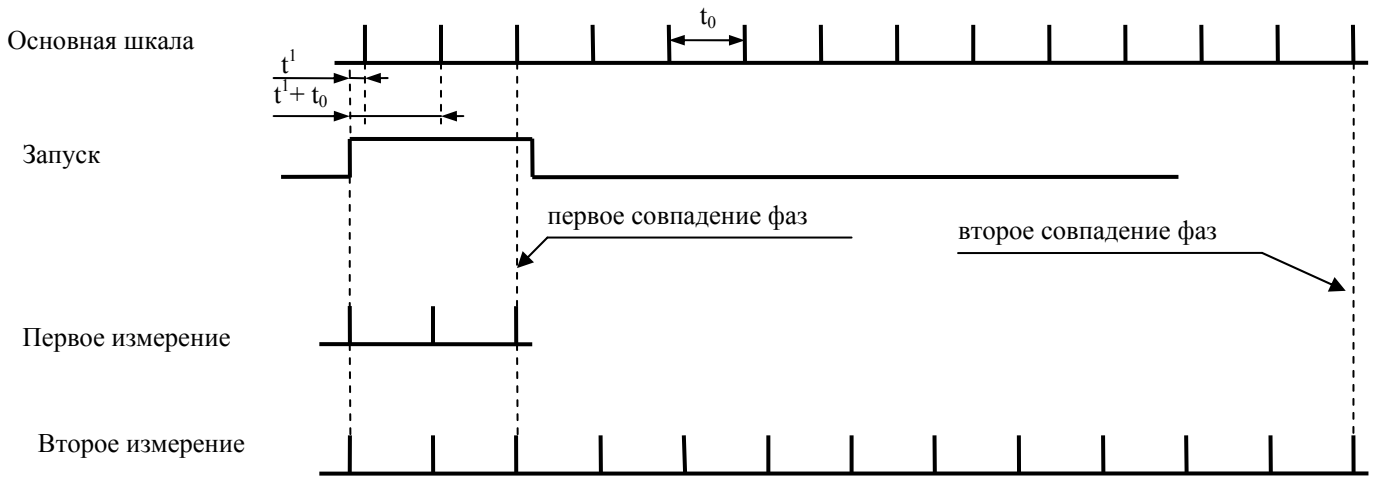 t₀
Основная шкала
t¹
t¹+ t₀
Запуск
первое совпадение фаз
второе совпадение фаз
Первое измерение
Второе измерение